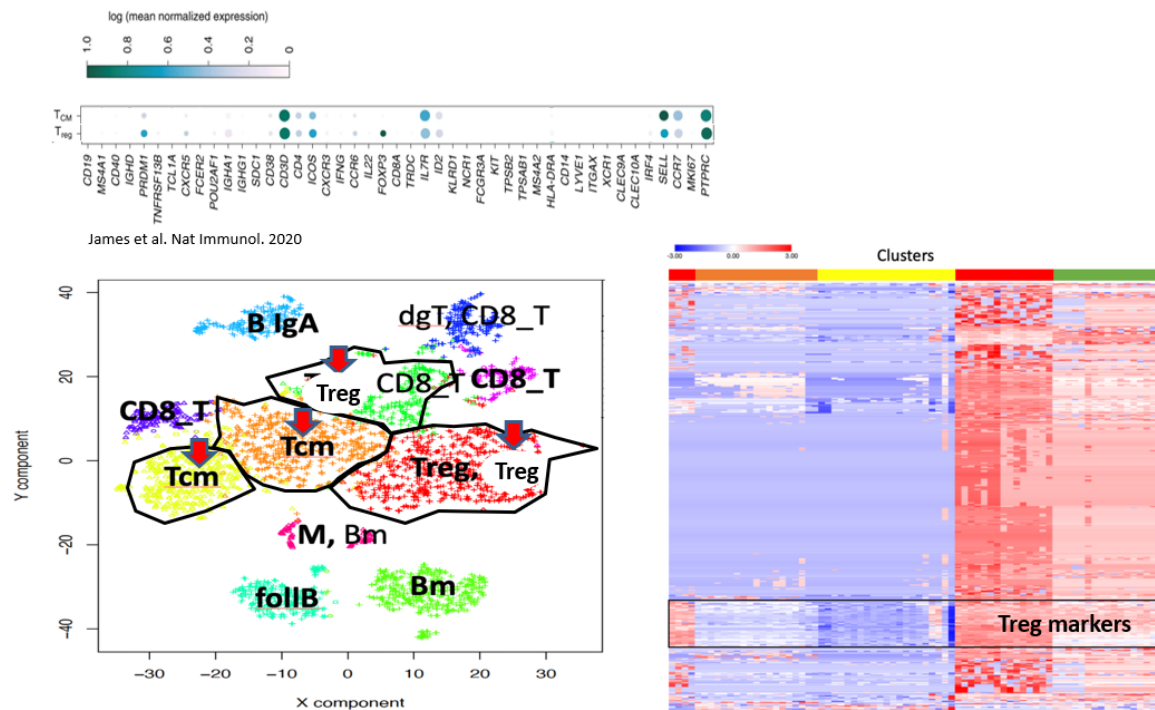 log (mean normalized expression)
1.0 0.8 0.6 0.4 0.2 0
TCM
Treg
CD19 MS4A1 CD40 IGHD PRDM1 TNFRSF13B TCL1A CXCR5 FCER2 POU2AF1 IGHA1 IGHG1 SDC1 CD38 CD3D CD4 ICOS CXCR3 IFNG CCR6 IL22 FOXP3 CD8A TRDC IL7R ID2 KLRD1 NCR1 FCGR3A KIT TPSB2 TPSAB1 MS4A2 HLA-DRA CD14 LYVE1 ITGAX XCR1 CLEC9A CLEC10A IRF4 SELL CCR7 MKI67 PTPRC
James et al. Nat Immunol. 2020
-3.00 0.00 3.00
Clusters
Y component
40
20
0
−20
−40
B IgA
dgT, CD8_T
Treg
CD8_T
CD8_T
CD8_T
Tcm
Tcm
Treg,
Treg
M, Bm
follB
Bm
−30 −20 −10 0 10 20 30
X component
Treg markers